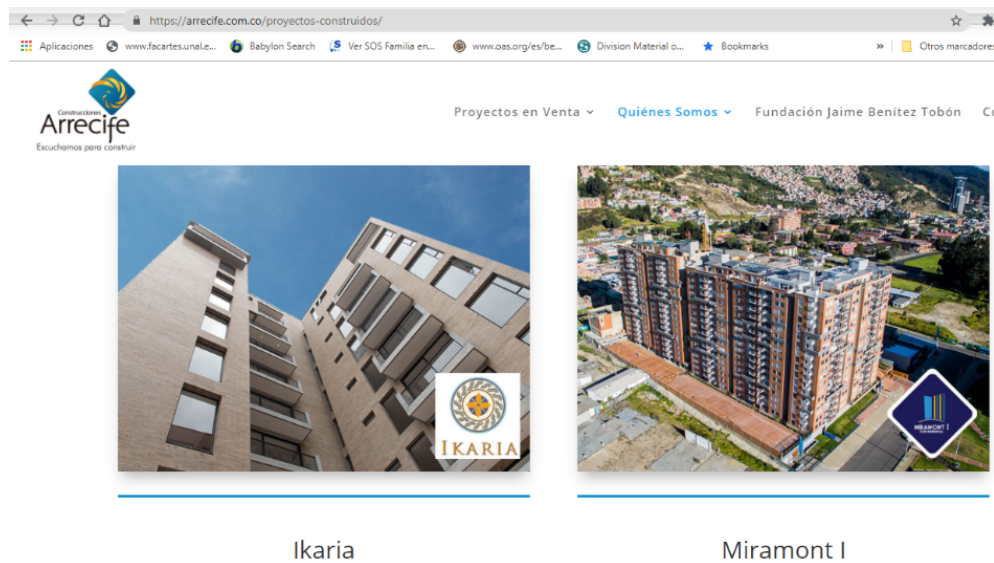 https://arrecife.com.co/proyectos-construidos/
Aplicaciones www.facartes.unal.e... Babylon Search Ver SOS Familia en... www.oas.org/es/be... Division Material o... Bookmarks » Otros marcadores
Construcciones
Arrecife
Escuchamos para construir
Proyectos en Venta Quiénes Somos Fundación Jaime Benítez Tobón Co
IKARIA
MIRAMONT I
Ikaria
Miramont I